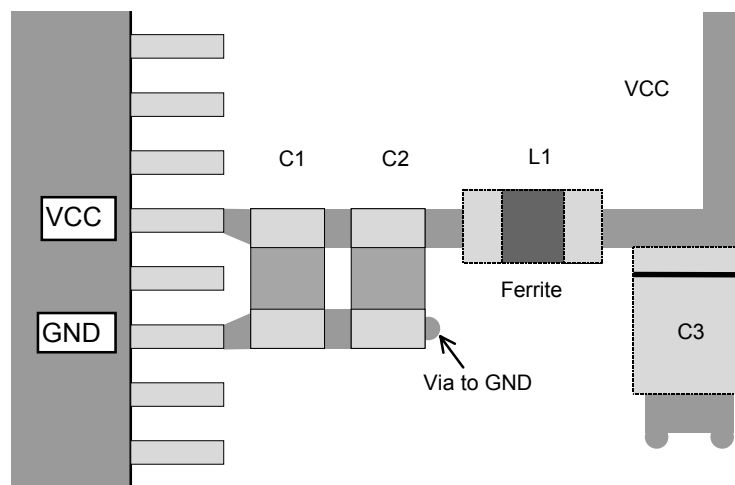 VCC
C1
C2
L1
VCC
GND
Ferrite
C3
Via to GND